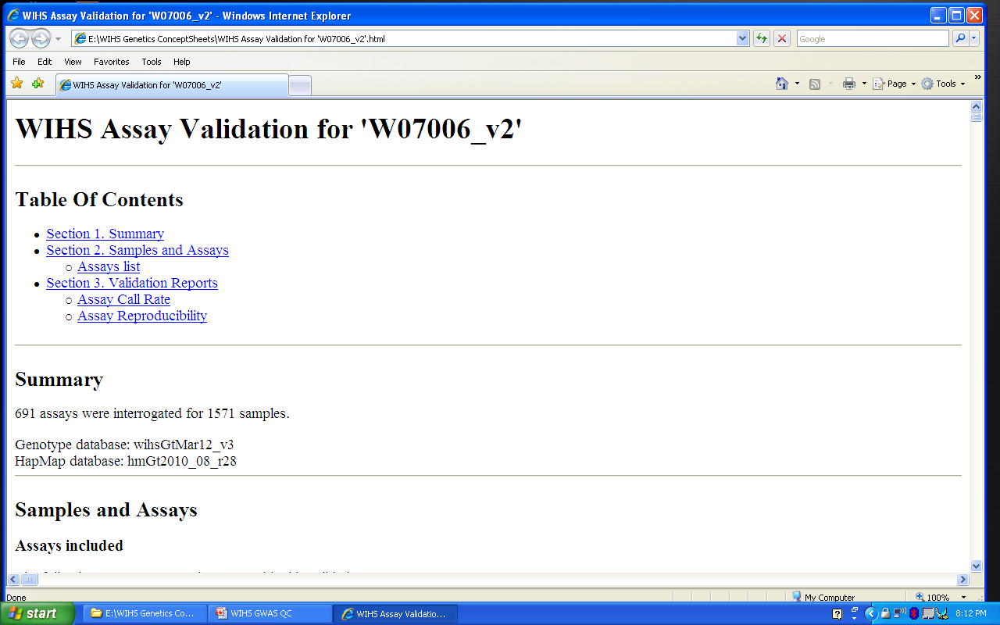 WIHS Assay Validation for 'W07006_v2' - Windows Internet Explorer
E:\WIHS Genetics ConceptSheets\WIHS Assay Validation for 'W07006_v2'.html
Google
File Edit View Favorites Tools Help
WIHS Assay Validation for 'W07006_v2'
Page Tools
WIHS Assay Validation for 'W07006_v2'
Table Of Contents
Section 1. Summary
Section 2. Samples and Assays
Assays list
Section 3. Validation Reports
Assay Call Rate
Assay Reproducibility
Summary
691 assays were interrogated for 1571 samples.
Genotype database: wihsGtMar12_v3
HapMap database: hmGt2010_08_r28
Samples and Assays
Assays included
Done My Computer 100%
start E:\WIHS Genetics Co... WIHS GWAS QC WIHS Assay Validatio... 8:12 PM